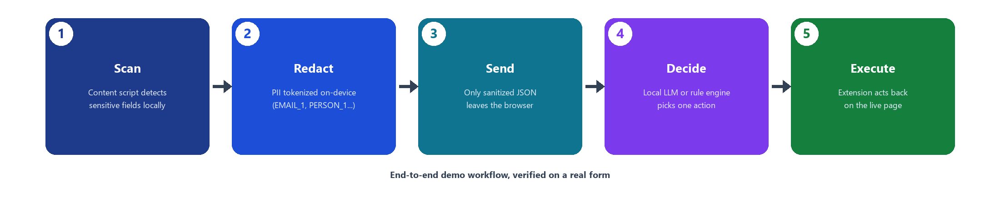 1
Scan
Content script detects
sensitive fields locally
2
Redact
PII tokenized on-device
(EMAIL_1, PERSON_1...)
3
Send
Only sanitized JSON
leaves the browser
4
Decide
Local LLM or rule engine
picks one action
5
Execute
Extension acts back
on the live page
End-to-end demo workflow, verified on a real form